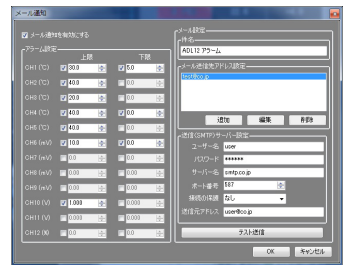 メール通知
メール通知を有効にする
アラーム設定
上限 下限
CH1 (℃) 30.0 5.0
CH2 (℃) 40.0 0.0
CH3 (℃) 20.0 0.0
CH4 (℃) 40.0 0.0
CH5 (℃) 40.0 0.0
CH6 (mV) 10.0 0.0
CH7 (mV) 0.0 0.0
CH8 (mV) 0.0 0.0
CH9 (mV) 0.0 0.0
CH10 (V) 1.000 0.000
CH11 (V) 0.000 0.000
CH12 (%) 0.0 0.0
メール設定
件名
ADL12 アラーム
メール送信先アドレス設定
test@co.jp
追加 編集 削除
送信(SMTP)サーバー設定
ユーザー名 user
パスワード ******
サーバー名 smtp.co.jp
ポート番号 587
接続の保護 なし
送信元アドレス user@co.jp
テスト送信
OK キャンセル